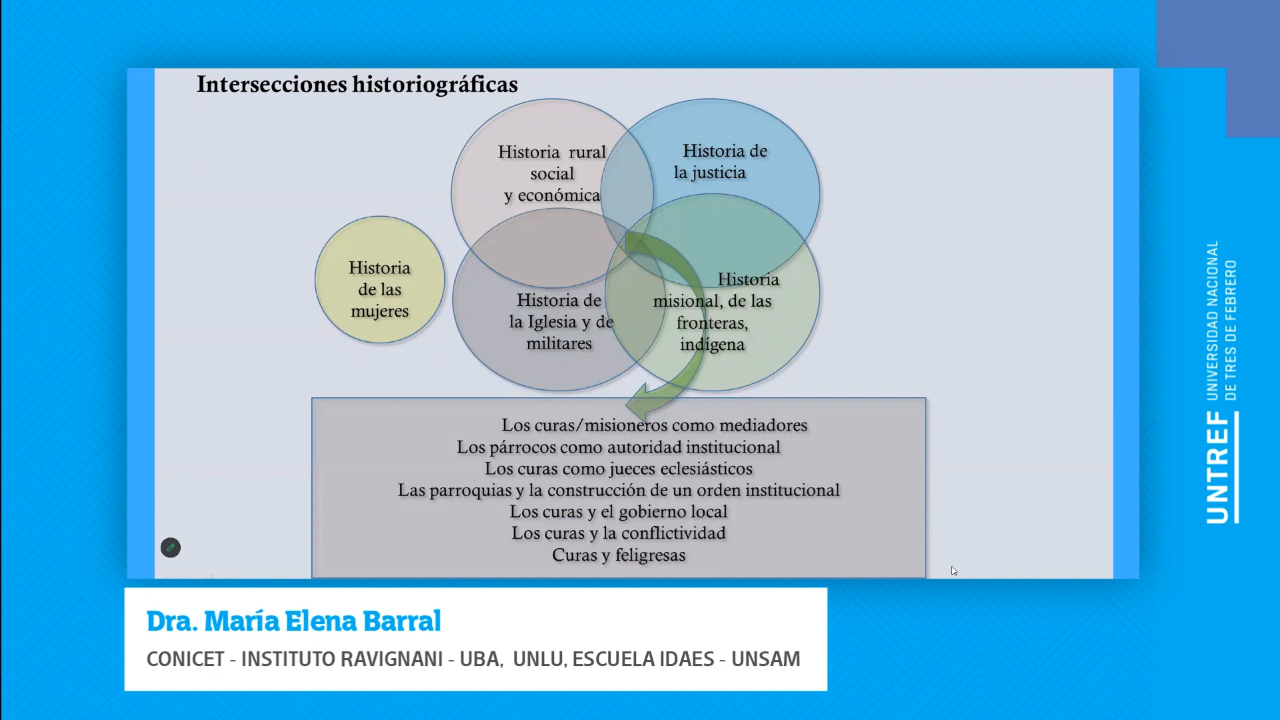 Intersecciones historiográficas
Historia rural
social
y económica
Historia de
la justicia
Historia
de las
mujeres
Historia de
la Iglesia y de
militares
Historia
misional, de las
fronteras,
indígena
Los curas/misioneros como mediadores
Los párrocos como autoridad institucional
Los curas como jueces eclesiásticos
Las parroquias y la construcción de un orden institucional
Los curas y el gobierno local
Los curas y la conflictividad
Curas y feligresas
Dra. María Elena Barral
CONICET - INSTITUTO RAVIGNANI - UBA, UNLU, ESCUELA IDAES - UNSAM
UNTREF
UNIVERSIDAD NACIONAL
DE TRES DE FEBRERO